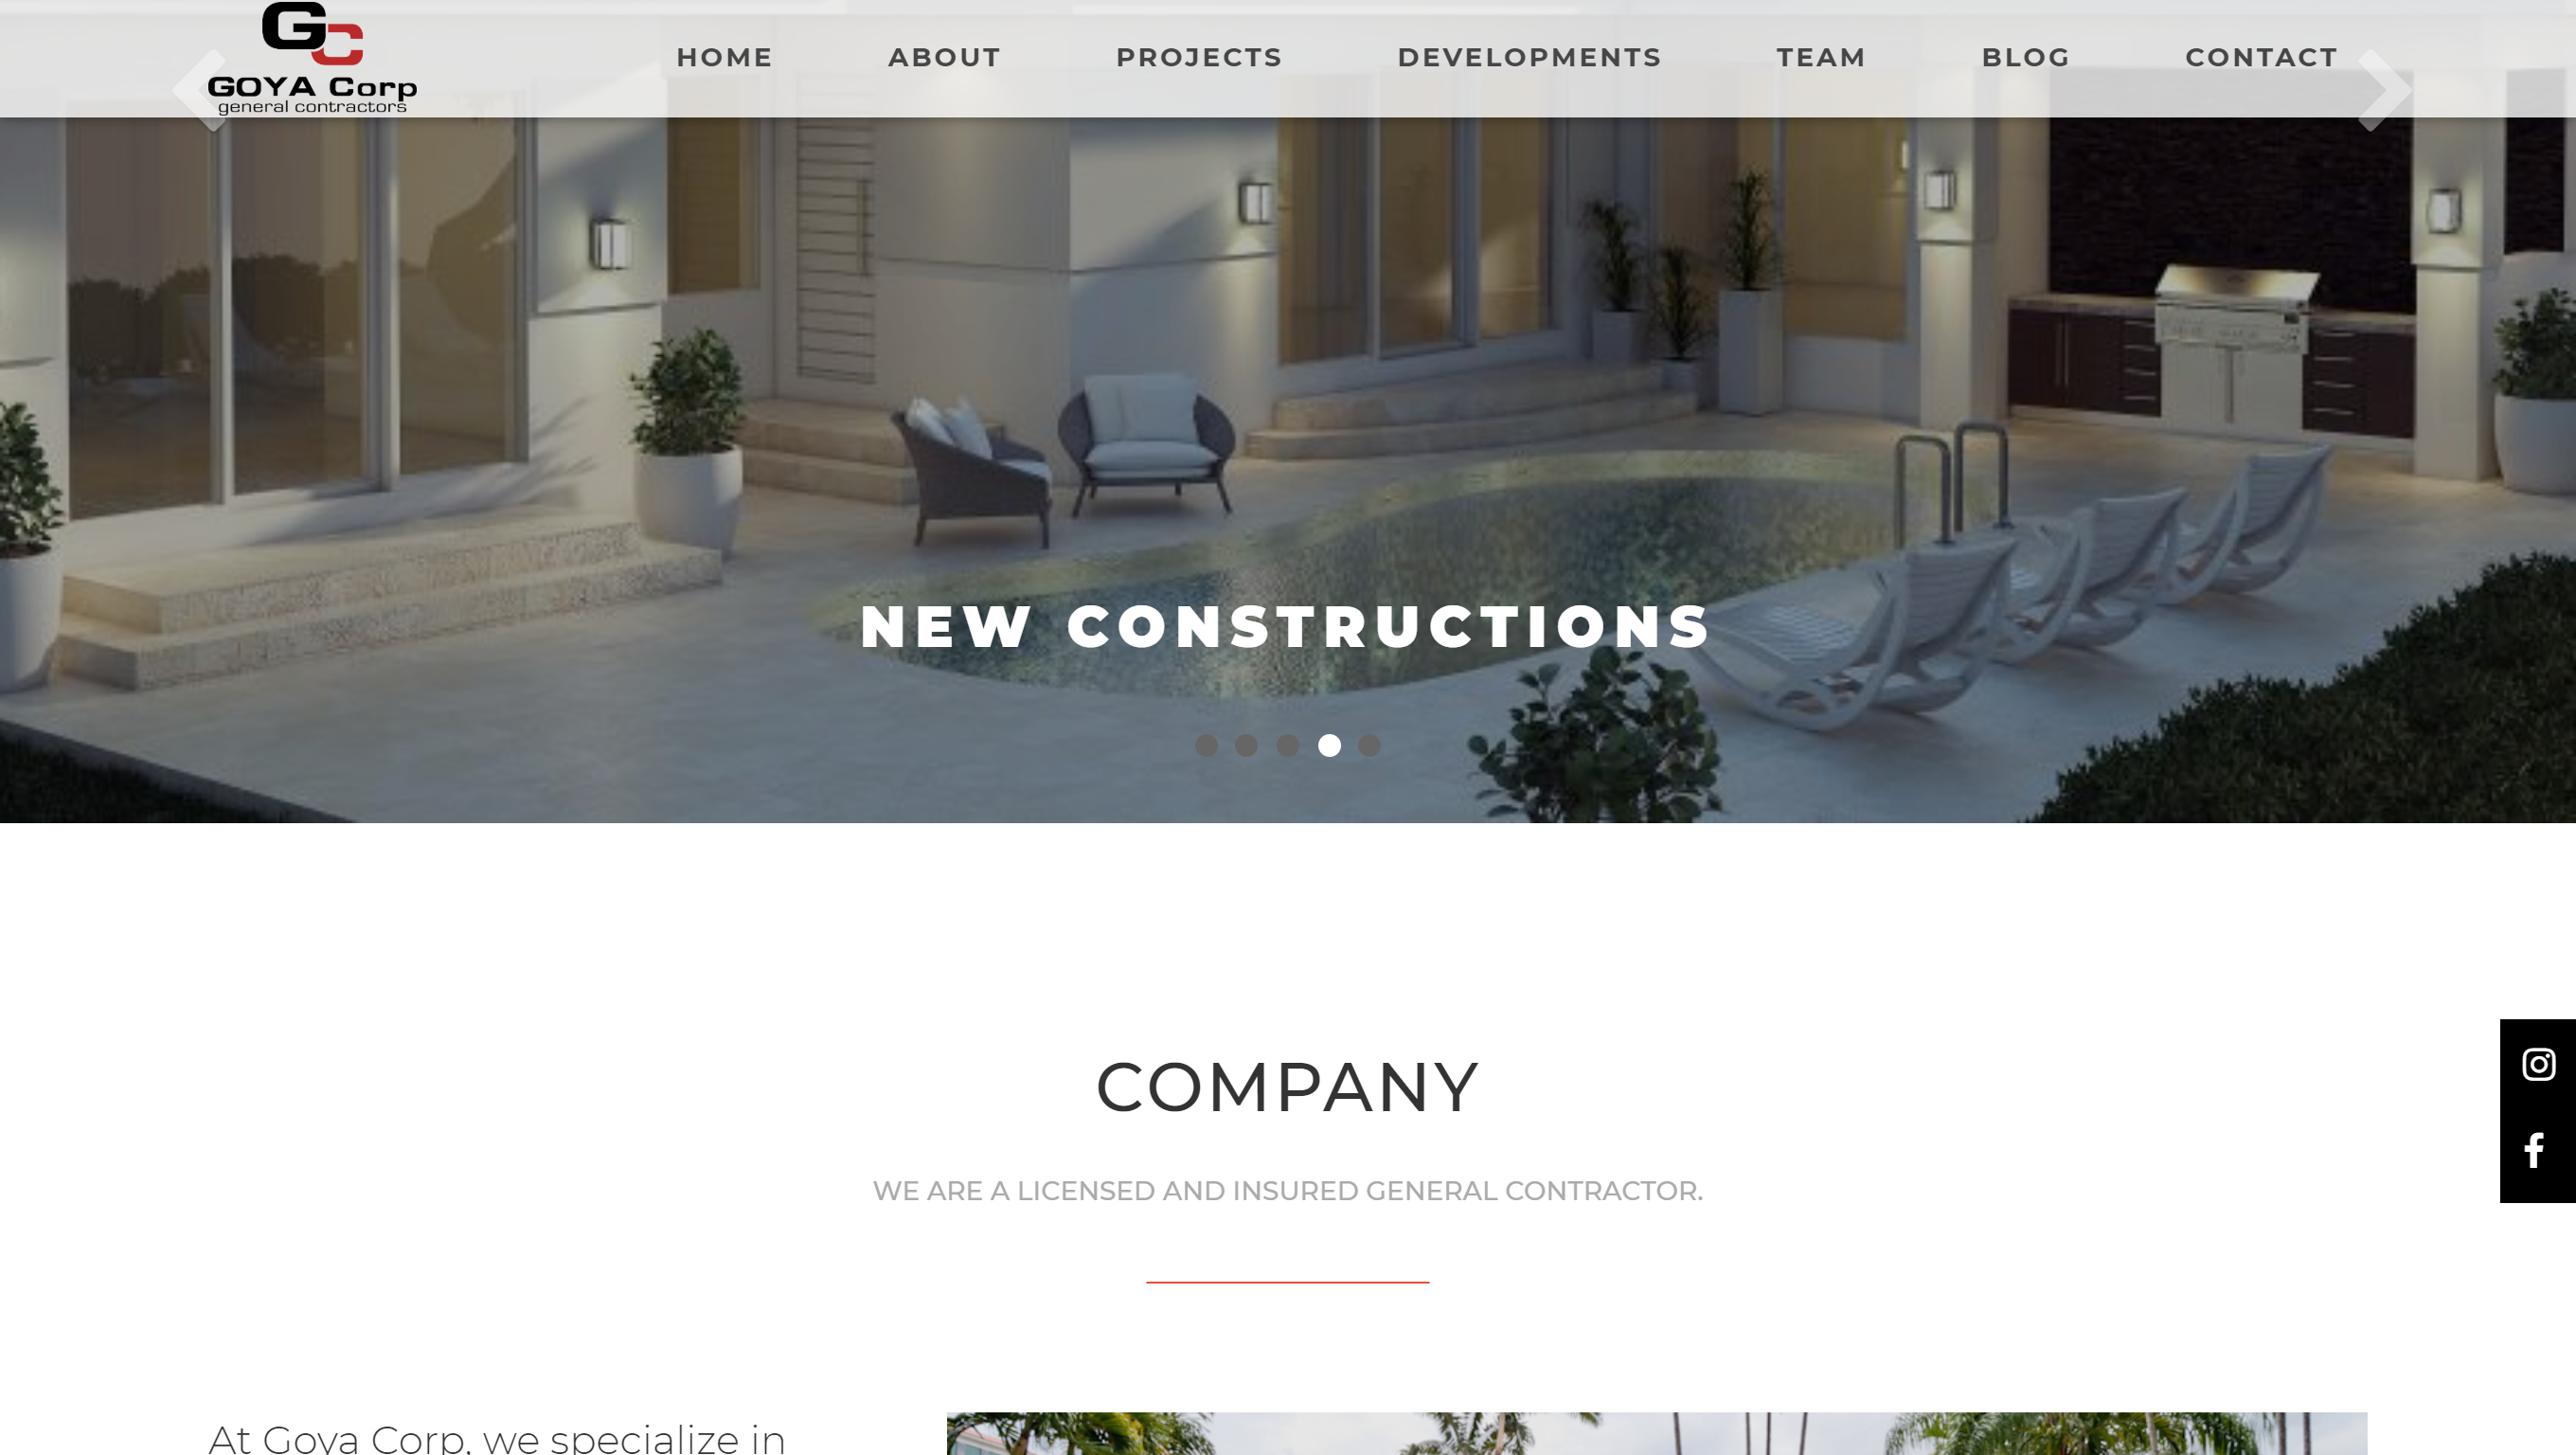 GC
GOYA Corp
general contractors
HOME ABOUT PROJECTS DEVELOPMENTS TEAM BLOG CONTACT
NEW CONSTRUCTIONS
COMPANY
WE ARE A LICENSED AND INSURED GENERAL CONTRACTOR.
At Goya Corp, we specialize in